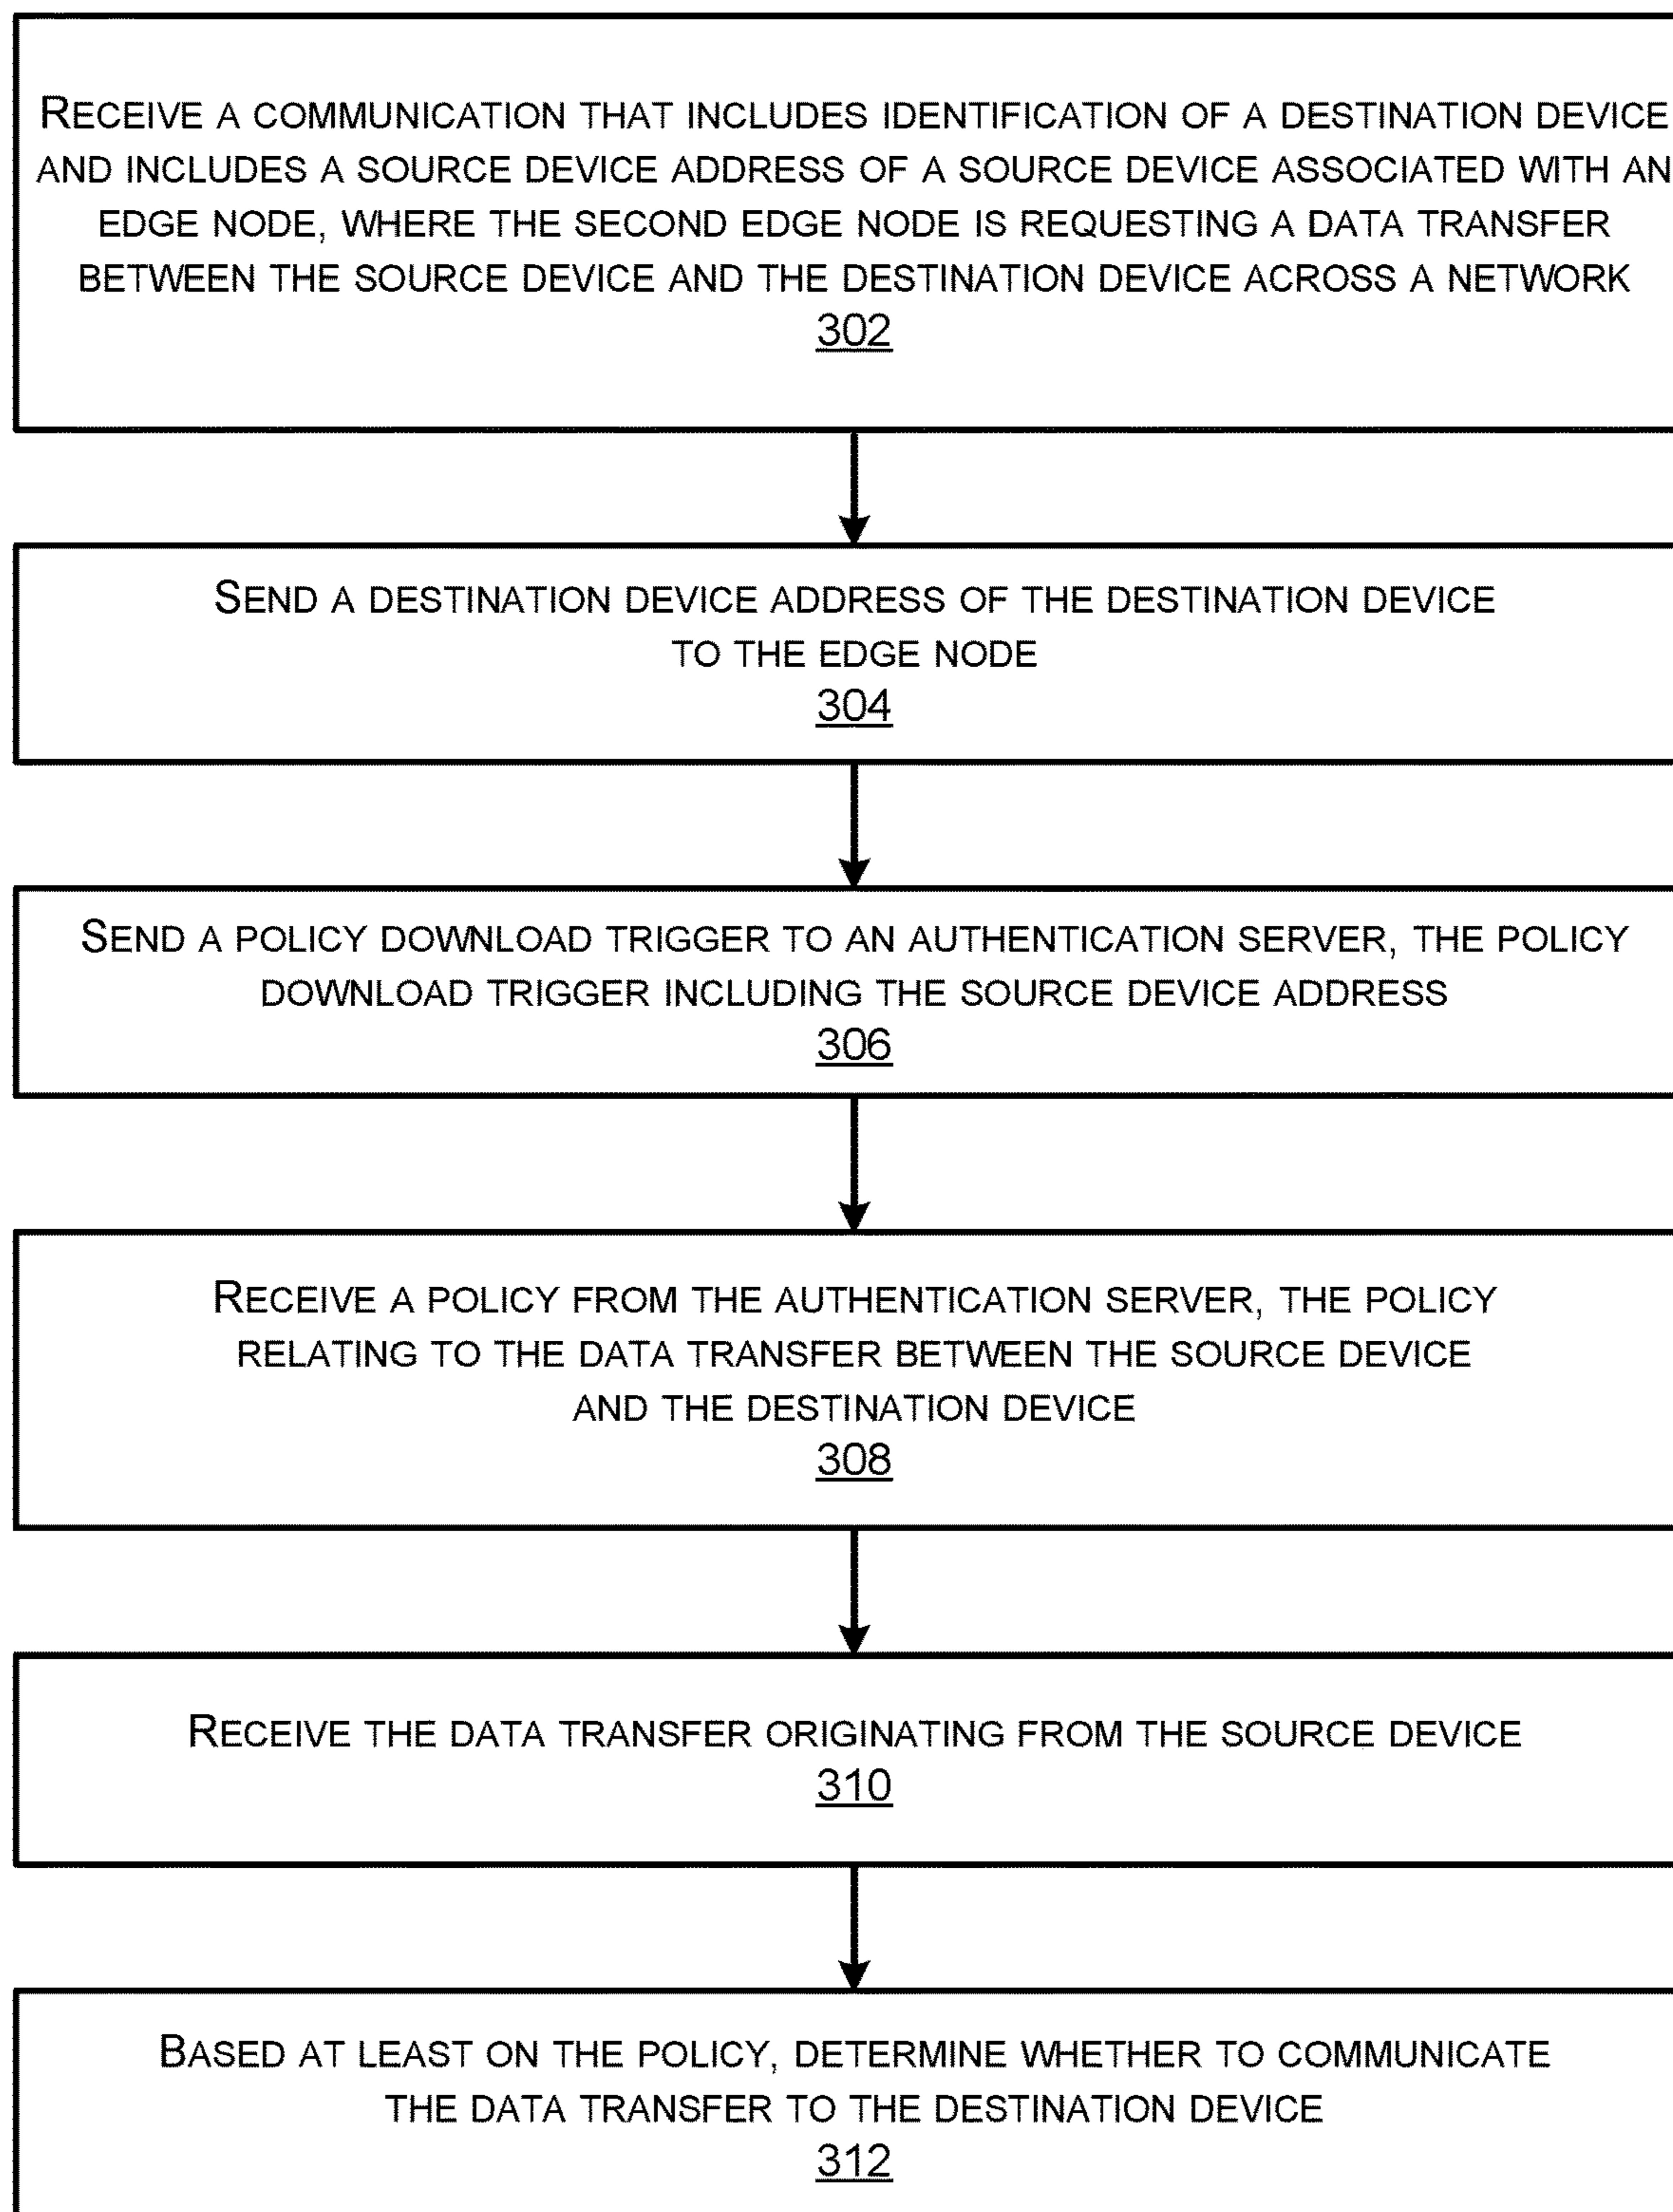 RECEIVE A COMMUNICATION THAT INCLUDES IDENTIFICATION OF A DESTINATION DEVICE
AND INCLUDES A SOURCE DEVICE ADDRESS OF A SOURCE DEVICE ASSOCIATED WITH AN
EDGE NODE, WHERE THE SECOND EDGE NODE IS REQUESTING A DATA TRANSFER
BETWEEN THE SOURCE DEVICE AND THE DESTINATION DEVICE ACROSS A NETWORK
302
SEND A DESTINATION DEVICE ADDRESS OF THE DESTINATION DEVICE
TO THE EDGE NODE
304
SEND A POLICY DOWNLOAD TRIGGER TO AN AUTHENTICATION SERVER, THE POLICY
DOWNLOAD TRIGGER INCLUDING THE SOURCE DEVICE ADDRESS
306
RECEIVE A POLICY FROM THE AUTHENTICATION SERVER, THE POLICY
RELATING TO THE DATA TRANSFER BETWEEN THE SOURCE DEVICE
AND THE DESTINATION DEVICE
308
RECEIVE THE DATA TRANSFER ORIGINATING FROM THE SOURCE DEVICE
310
BASED AT LEAST ON THE POLICY, DETERMINE WHETHER TO COMMUNICATE
THE DATA TRANSFER TO THE DESTINATION DEVICE
312